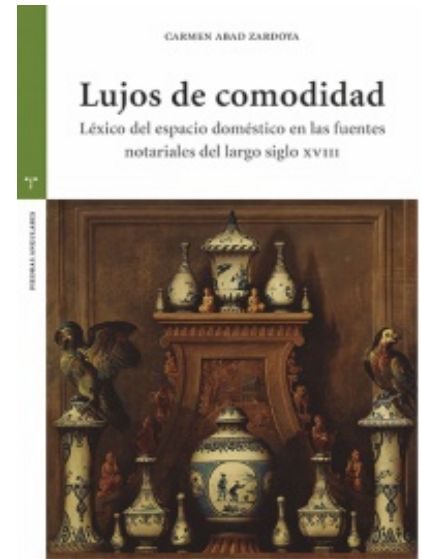 CARMEN ABAD ZARDOYA
Lujos de comodidad
Léxico del espacio doméstico en las fuentes
notariales del largo siglo XVIII
PIEDRAS ANGULARES